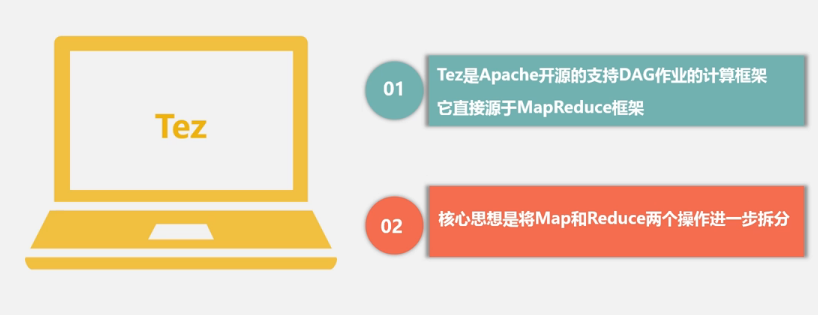 Tez
01
Tez是Apache开源的支持DAG作业的计算框架
它直接源于MapReduce框架
02
核心思想是将Map和Reduce两个操作进一步拆分